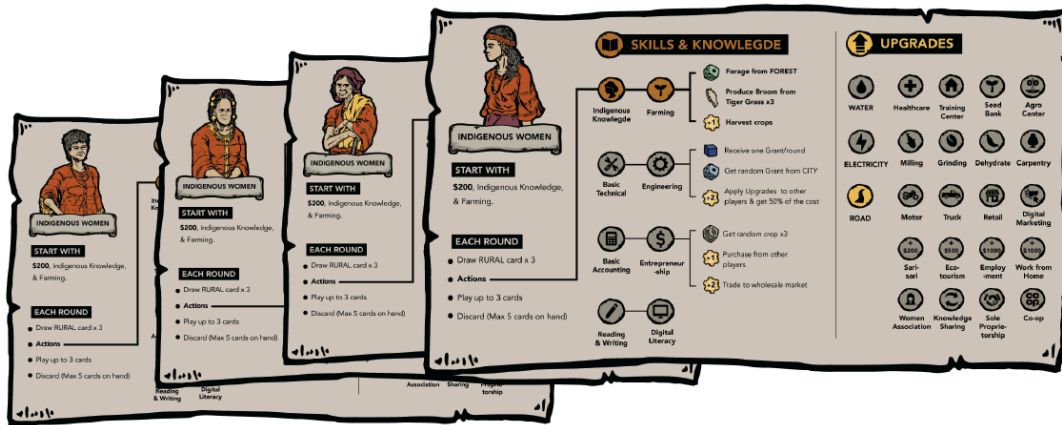 INDIGENOUS WOMEN
START WITH
$200, Indigenous Knowledge,
& Farming.
EACH ROUND
Draw RURAL card x 3
Actions
Play up to 3 cards
Discard (Max 5 cards on hand)
Reading
& Writing
Digital
Literacy
INDIGENOUS WOMEN
START WITH
$200, Indigenous Knowledge,
& Farming.
EACH ROUND
Draw RURAL card x 3
Actions
Play up to 3 cards
Discard (Max 5 cards on hand)
Association
Sharing
Proprie-
torship
INDIGENOUS WOMEN
START WITH
$200, Indigenous Knowledge,
& Farming.
EACH ROUND
Draw RURAL card x 3
Actions
Play up to 3 cards
Discard (Max 5 cards on hand)
INDIGENOUS WOMEN
START WITH
$200, Indigenous Knowledge,
& Farming.
EACH ROUND
Draw RURAL card x 3
Actions
Play up to 3 cards
Discard (Max 5 cards on hand)
SKILLS & KNOWLEGDE
Indigenous
Knowlegde
Farming
Forage from FOREST
Produce Broom from
Tiger Grass x3
+1 Harvest crops
Basic
Technical
Engineering
Receive one Grant/round
Get random Grant from CITY
+2 Apply Upgrades to other
players & get 50% of the cost
Basic
Accounting
Entrepreneur
-ship
Get random crop x3
+1 Purchase from other
players
+2 Trade to wholesale market
Reading
& Writing
Digital
Literacy
UPGRADES
WATER
Healthcare
Training
Center
Seed
Bank
Agro
Center
ELECTRICITY
Milling
Grinding
Dehydrate
Carpentry
ROAD
Motor
Truck
Retail
Digital
Marketing
+
$200
Sari-
sari
+
$500
Eco-
tourism
+
$1000
Employ
-ment
+
$1000
Work from
Home
Women
Association
Knowledge
Sharing
Sole
Proprie-
torship
Co-op